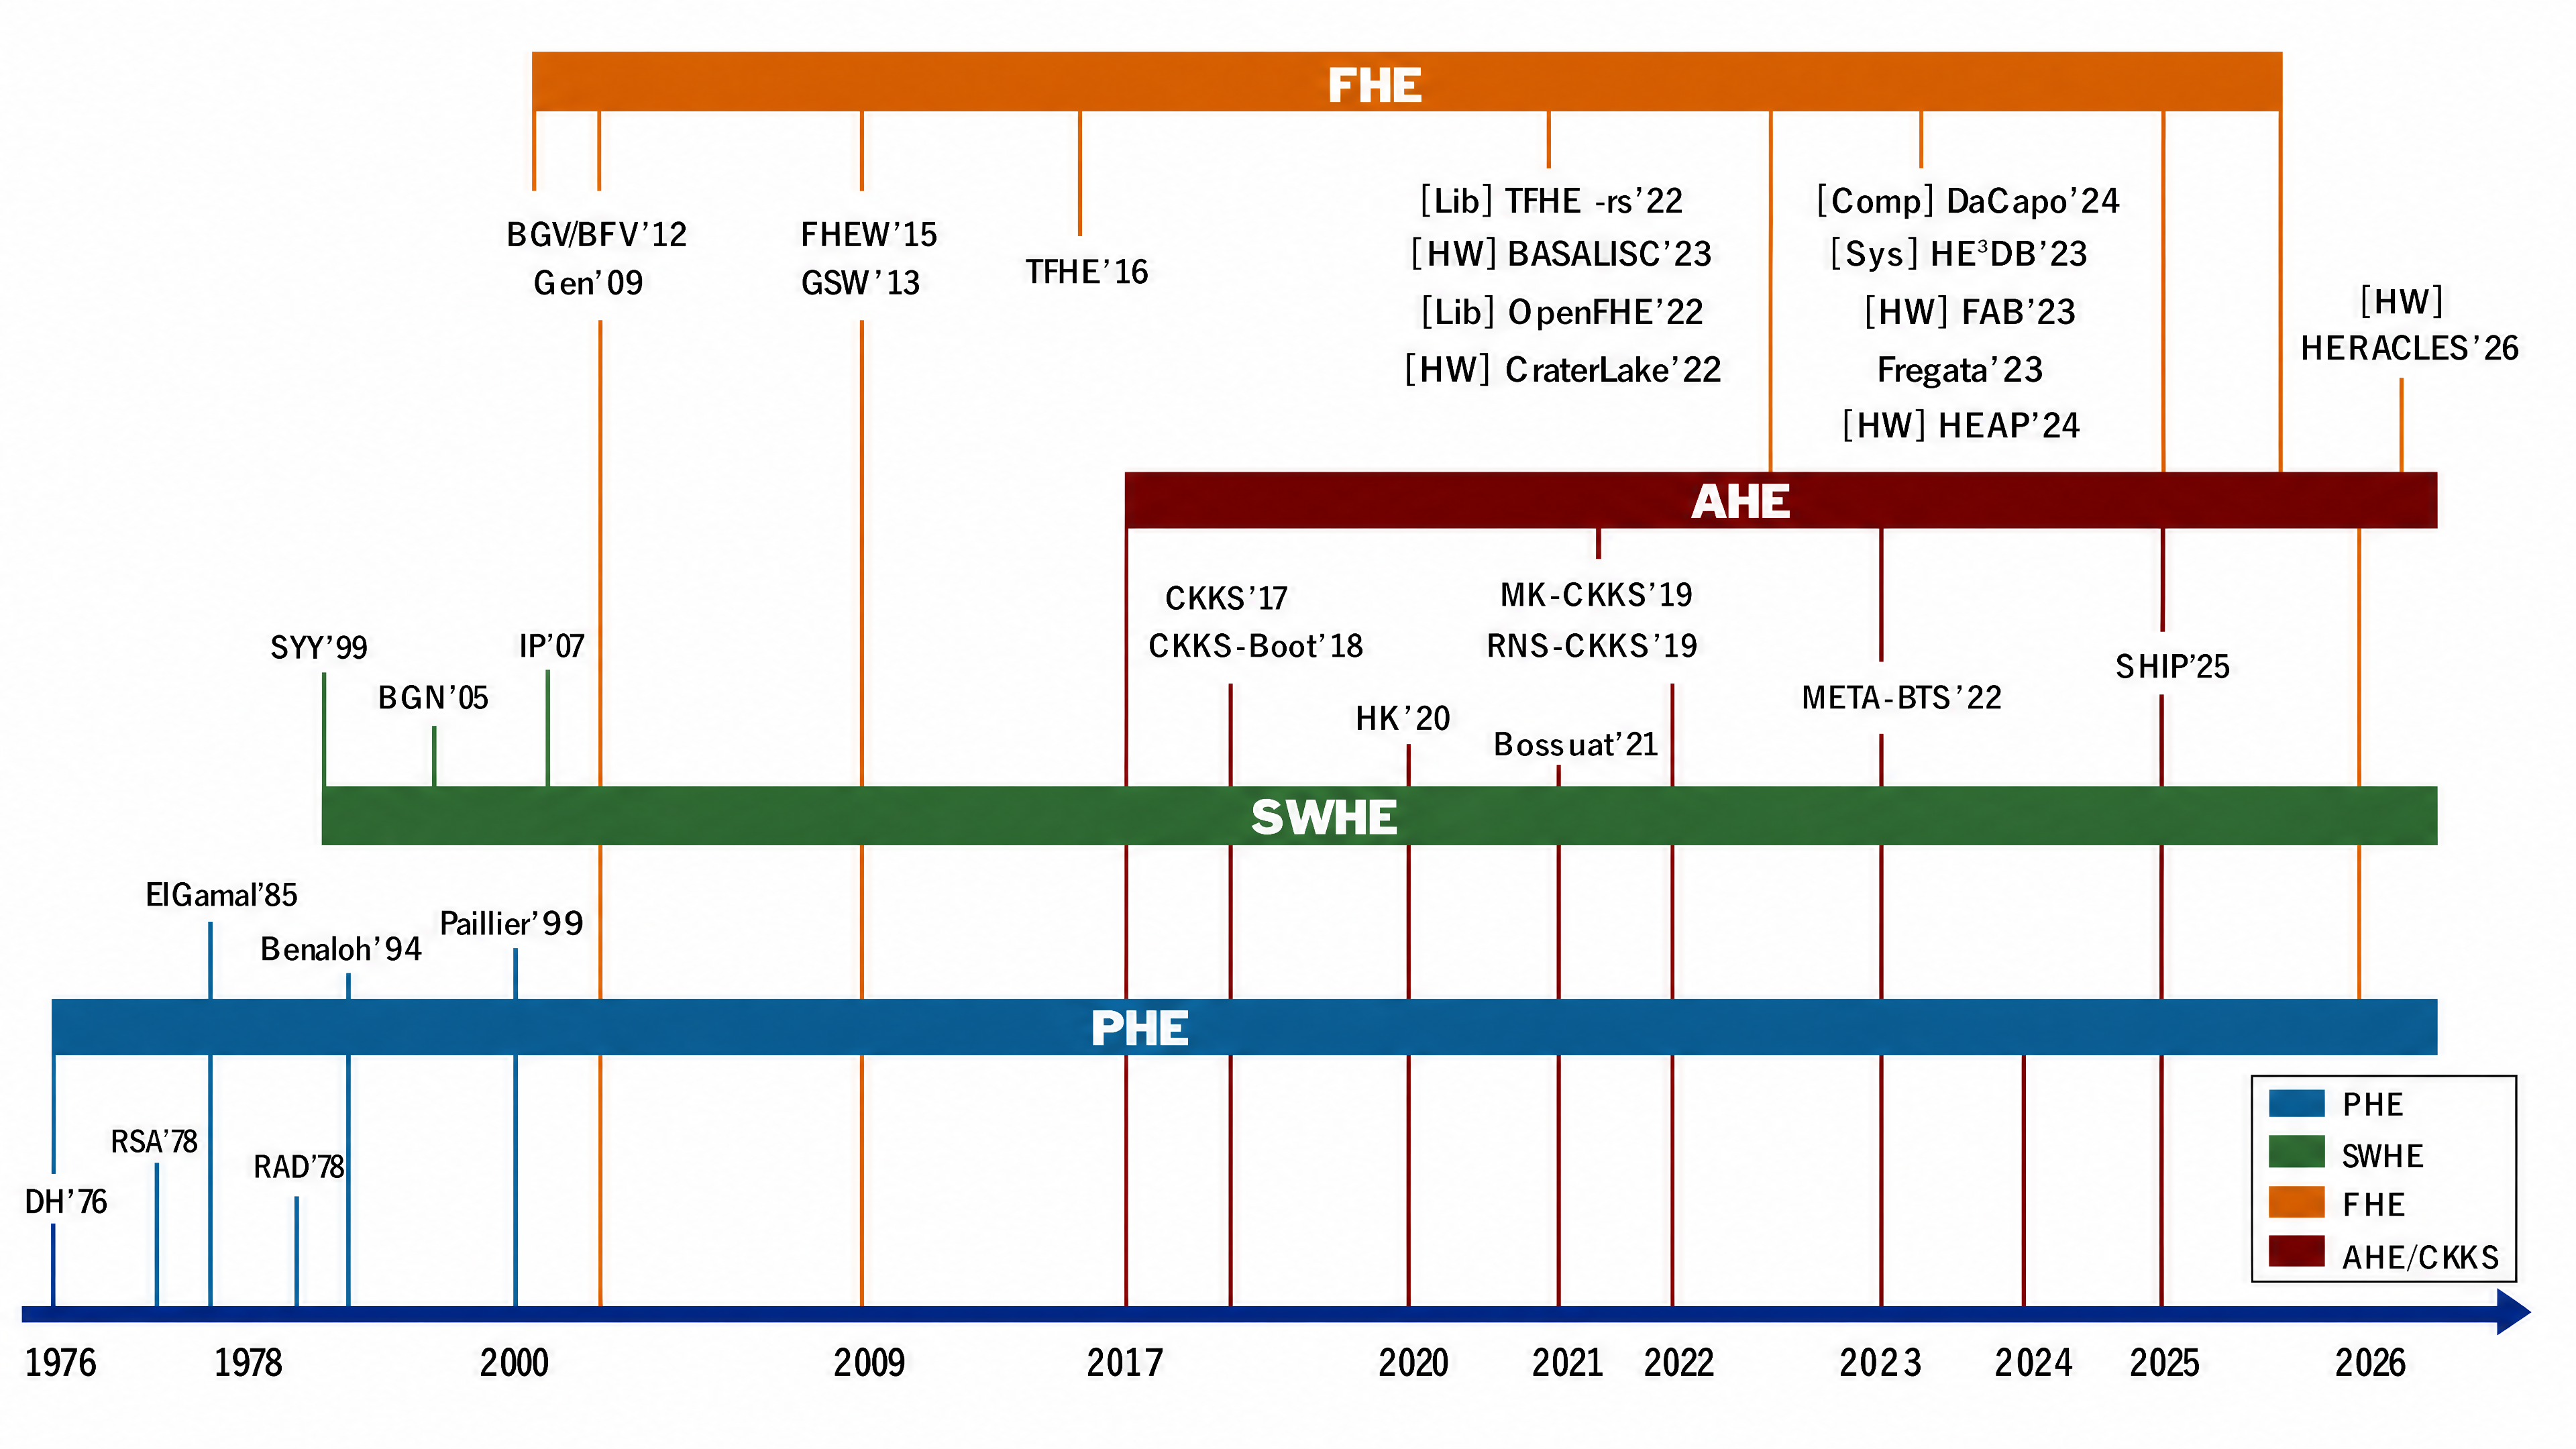 FHE
BGV/BFV’12
Gen’09
FHEW’15
GSW’13
TFHE’16
[Lib] TFHE -rs’22
[HW] BASALISC’23
[Lib] OpenFHE’22
[HW] CraterLake’22
[Comp] DaCapo’24
[Sys] HE³DB’23
[HW] FAB’23
Fregata’23
[HW] HEAP’24
[HW]
HERACLES’26
AHE
CKKS’17
CKKS-Boot’18
HK’20
MK-CKKS’19
RNS-CKKS’19
Bossuat’21
META-BTS’22
SHIP’25
SYY’99
BGN’05
IP’07
SWHE
ElGamal’85
Benaloh’94
Paillier’99
PHE
DH’76
RSA’78
RAD’78
PHE
SWHE
FHE
AHE/CKKS
1976 1978 2000 2009 2017 2020 2021 2022 2023 2024 2025 2026